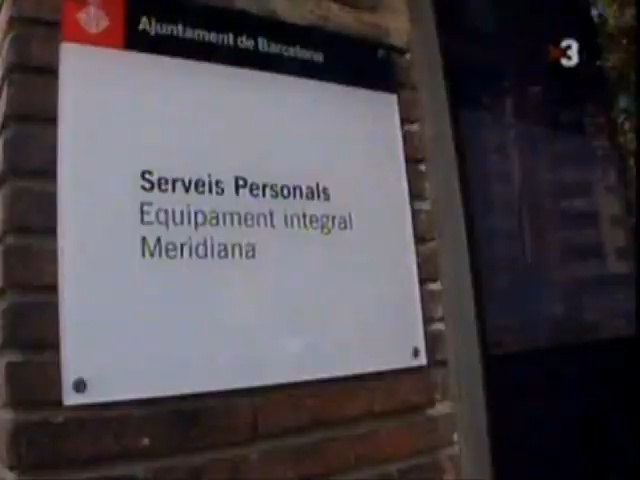 Ajuntament de Barcelona
3
Serveis Personals
Equipament integral
Meridiana